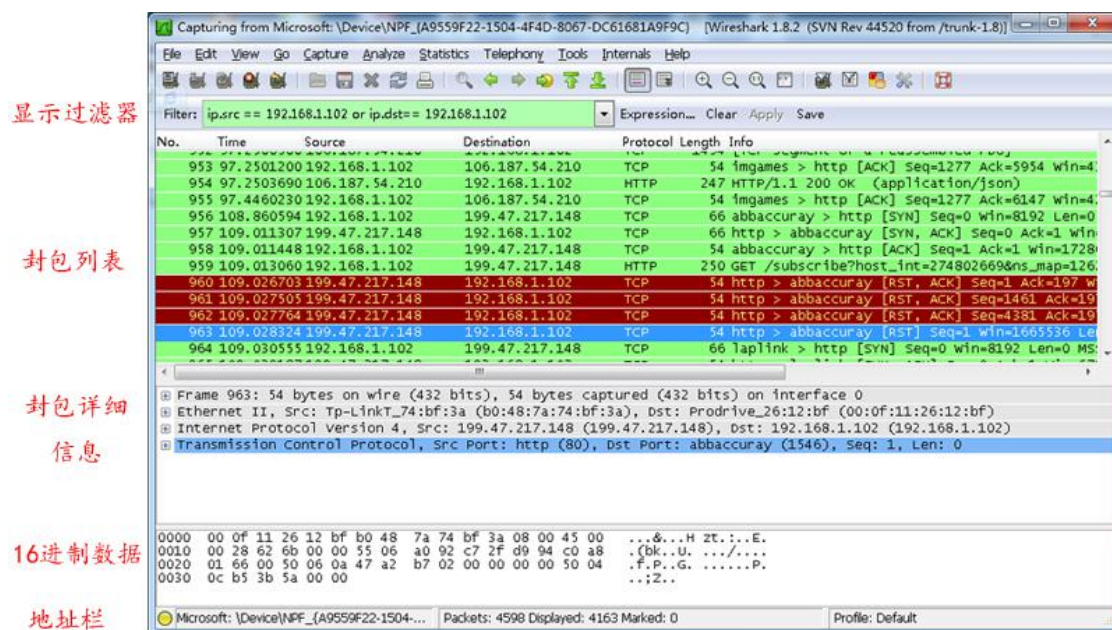 Capturing from Microsoft: \Device\NPF_{A9559F22-1504-4F4D-8067-DC61681A9F9C} [Wireshark 1.8.2 (SVN Rev 44520 from /trunk-1.8)]
File Edit View Go Capture Analyze Statistics Telephony Tools Internals Help
显示过滤器
Filter: ip.src == 192.168.1.102 or ip.dst== 192.168.1.102 Expression... Clear Apply Save
No. Time Source Destination Protocol Length Info
953 97.2501200 192.168.1.102 106.187.54.210 TCP 54 imgames > http [ACK] Seq=1277 Ack=5954 Win=4
954 97.2503690 106.187.54.210 192.168.1.102 HTTP 247 HTTP/1.1 200 OK (application/json)
955 97.4460230 192.168.1.102 106.187.54.210 TCP 54 imgames > http [ACK] Seq=1277 Ack=6147 Win=4
956 108.860594 192.168.1.102 199.47.217.148 TCP 66 abbaccuray > http [SYN] Seq=0 Win=8192 Len=0
957 109.011307 199.47.217.148 192.168.1.102 TCP 66 http > abbaccuray [SYN, ACK] Seq=0 Ack=1 Win
封包列表
958 109.011448 192.168.1.102 199.47.217.148 TCP 54 abbaccuray > http [ACK] Seq=1 Ack=1 Win=1728
959 109.013060 192.168.1.102 199.47.217.148 HTTP 250 GET /subscribe?host_int=274802669&ns_map=126
960 109.026703 199.47.217.148 192.168.1.102 TCP 54 http > abbaccuray [RST, ACK] Seq=1 Ack=197 W
961 109.027505 199.47.217.148 192.168.1.102 TCP 54 http > abbaccuray [RST, ACK] Seq=1461 Ack=197
962 109.027764 199.47.217.148 192.168.1.102 TCP 54 http > abbaccuray [RST, ACK] Seq=4381 Ack=19
963 109.028324 199.47.217.148 192.168.1.102 TCP 54 http > abbaccuray [RST] Seq=1 Win=1665536 Len
964 109.030555 192.168.1.102 199.47.217.148 TCP 66 laplink > http [SYN] Seq=0 Win=8192 Len=0 MS
封包详细
信息
Frame 963: 54 bytes on wire (432 bits), 54 bytes captured (432 bits) on interface 0
Ethernet II, Src: Tp-LinkT_74:bf:3a (b0:48:7a:74:bf:3a), Dst: Prodrive_26:12:bf (00:0f:11:26:12:bf)
Internet Protocol Version 4, Src: 199.47.217.148 (199.47.217.148), Dst: 192.168.1.102 (192.168.1.102)
Transmission Control Protocol, Src Port: http (80), Dst Port: abbaccuray (1546), Seq: 1, Len: 0
16进制数据
0000 00 0f 11 26 12 bf b0 48 7a 74 bf 3a 08 00 45 00 ...&...H zt.:..E.
0010 00 28 62 6b 00 00 55 06 a0 92 c7 2f d9 94 c0 a8 .(bk..U. .../....
0020 01 66 00 50 06 0a 47 a2 b7 02 00 00 00 00 50 04 .f.P..G. ......P.
0030 0c b5 3b 5a 00 00 ..;Z..
地址栏
Microsoft: \Device\NPF_{A9559F22-1504-... Packets: 4598 Displayed: 4163 Marked: 0 Profile: Default